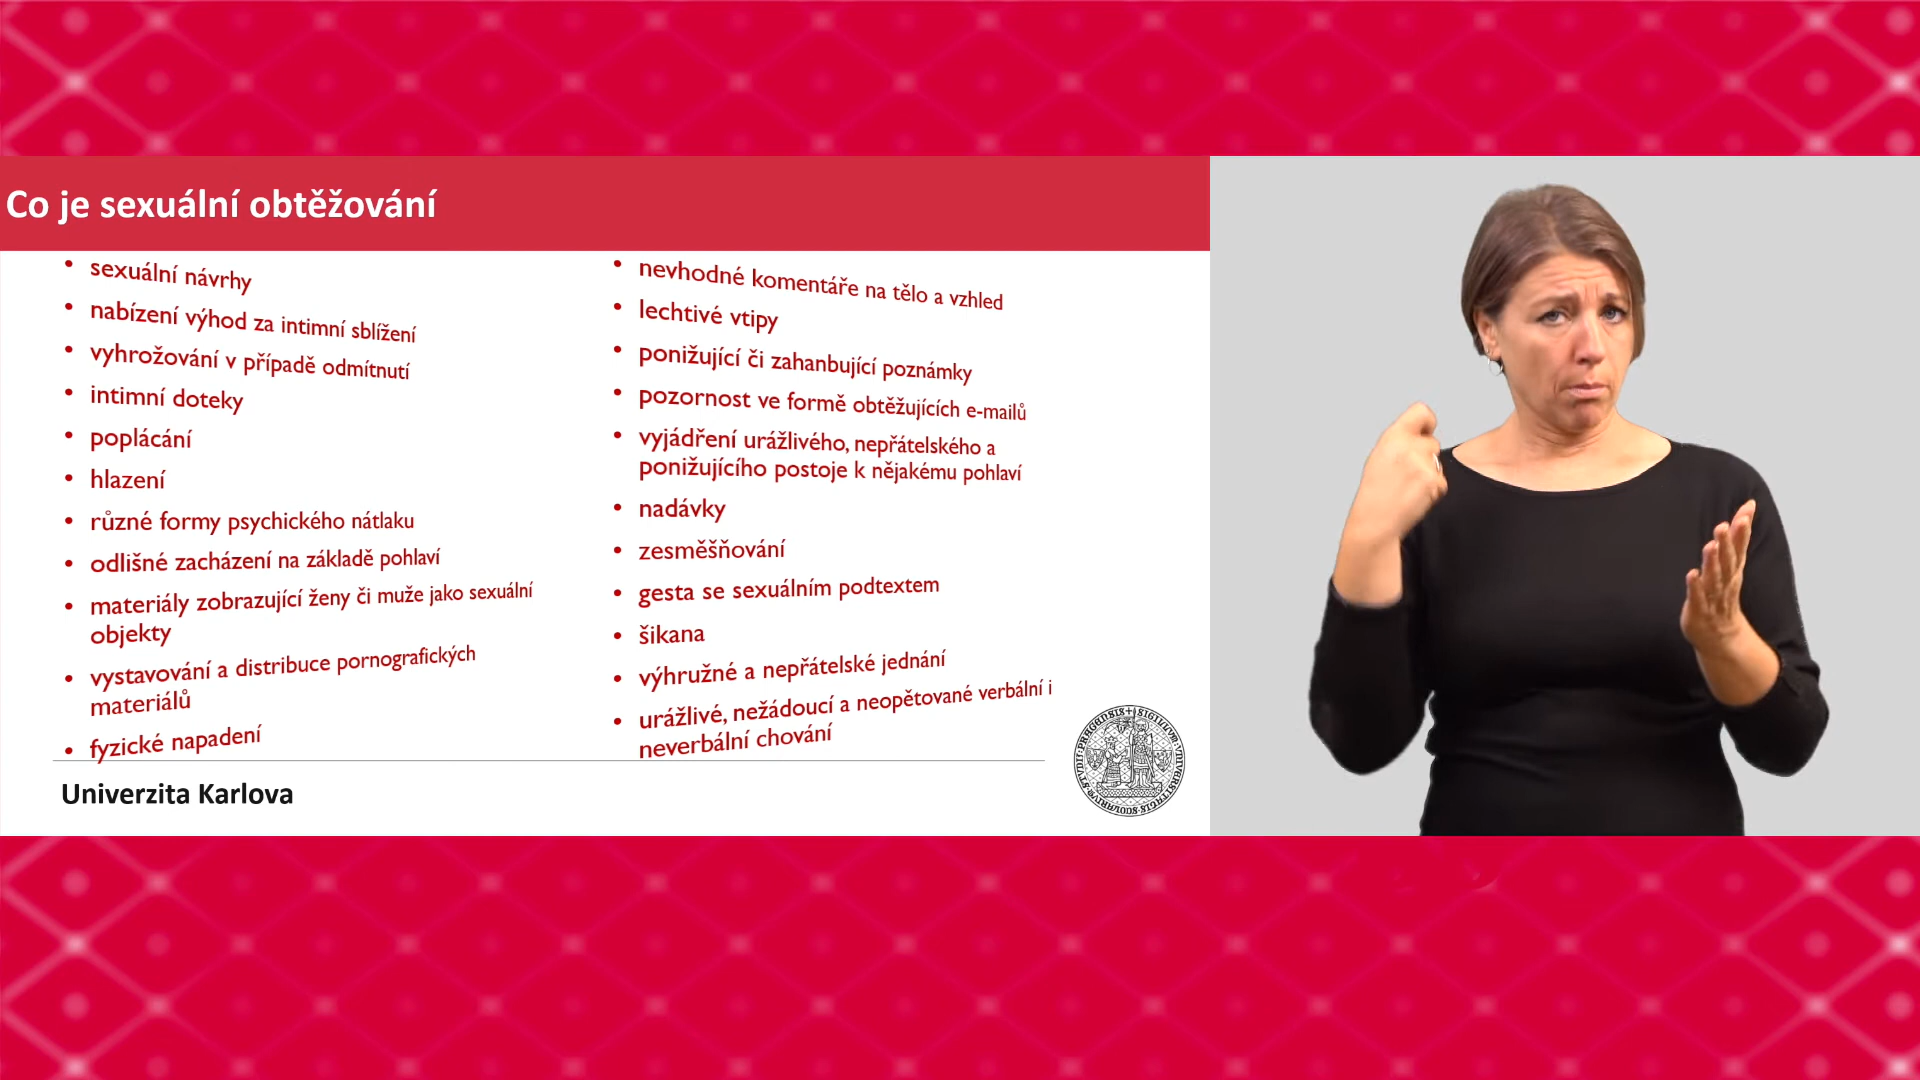 Co je sexuální obtěžování
• sexuální návrhy
• nabízení výhod za intimní sblížení
• vyhrožování v případě odmítnutí
• intimní doteky
• poplácání
• hlazení
• různé formy psychického nátlaku
• odlišné zacházení na základě pohlaví
• materiály zobrazující ženy či muže jako sexuální
objekty
• vystavování a distribuce pornografických
materiálů
• fyzické napadení
• nevhodné komentáře na tělo a vzhled
• lechtivé vtipy
• ponižující či zahanbující poznámky
• pozornost ve formě obtěžujících e-mailů
• vyjádření urážlivého, nepřátelského a
ponižujícího postoje k nějakému pohlaví
• nadávky
• zesměšňování
• gesta se sexuálním podtextem
• šikana
• výhružné a nepřátelské jednání
• urážlivé, nežádoucí a neopětované verbální i
neverbální chování
Univerzita Karlova